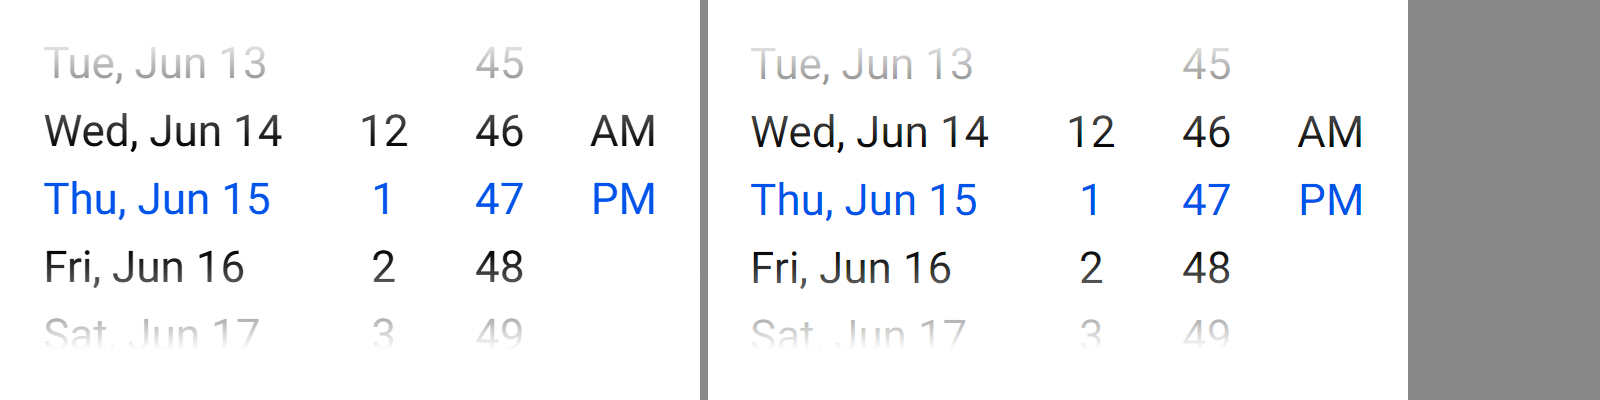 Tue, Jun 13 45
Wed, Jun 14 12 46 AM
Thu, Jun 15 1 47 PM
Fri, Jun 16 2 48
Sat, Jun 17 3 49
Tue, Jun 13 45
Wed, Jun 14 12 46 AM
Thu, Jun 15 1 47 PM
Fri, Jun 16 2 48
Sat, Jun 17 3 49